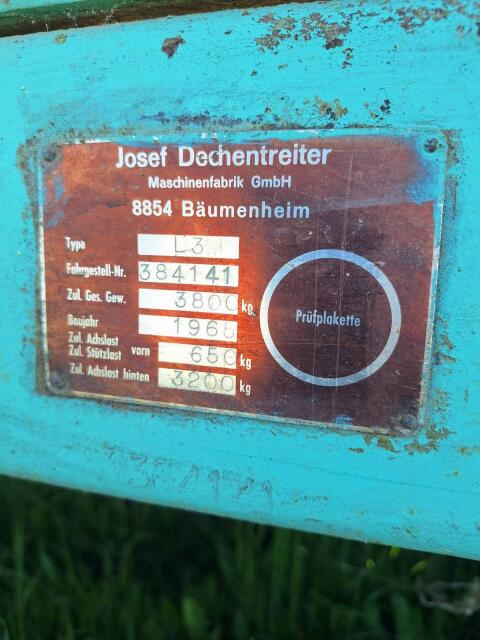 Josef Dechentreiter
Maschinenfabrik GmbH
8854 Bäumenheim
Type L3
Fahrgestell-Nr. 384141
Zul. Ges. Gew. 3800 kg
Baujahr
Zul. Achslast
Zul. Stützlast vorn 650 kg
Zul. Achslast hinten 3200 kg
Prüfplakette
384141